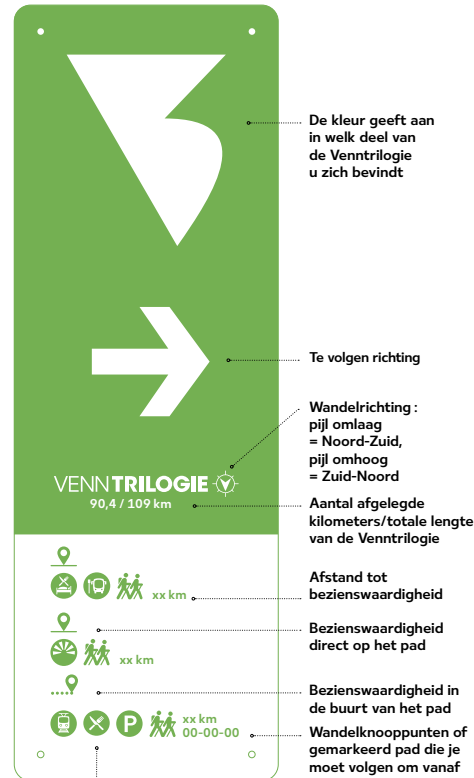 De kleur geeft aan
in welk deel van
de Venntrilogie
u zich bevindt
Te volgen richting
Wandelrichting :
pijl omlaag
= Noord-Zuid,
pijl omhoog
= Zuid-Noord
VENNTRILOGIE
90,4 / 109 km
Aantal afgelegde
kilometers/totale lengte
van de Venntrilogie
Afstand tot
bezienswaardigheid
xx km
Bezienswaardigheid
direct op het pad
xx km
Bezienswaardigheid in
de buurt van het pad
P
xx km
00-00-00
Wandelknooppunten of
gemarkeerd pad die je
moet volgen om vanaf